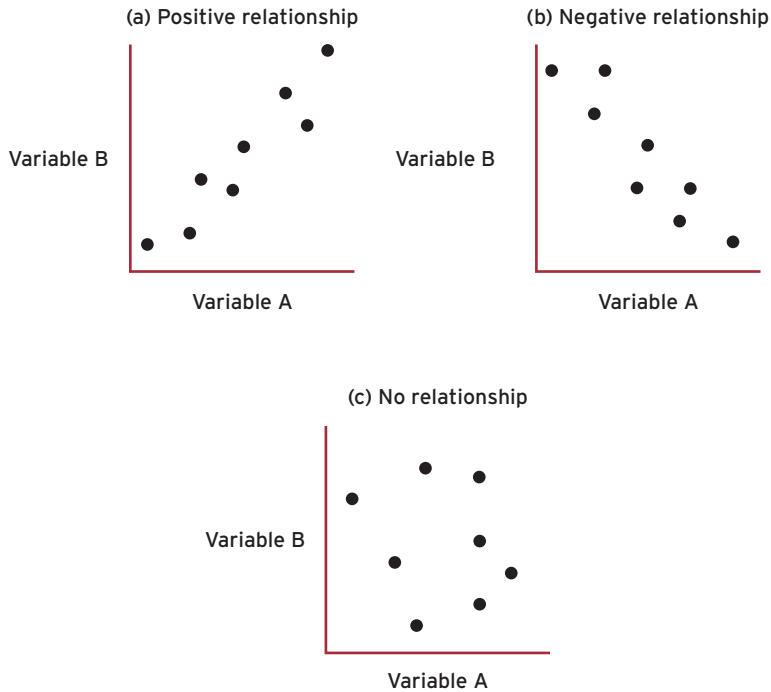 (a) Positive relationship
(b) Negative relationship
Variable B
Variable B
Variable A
Variable A
(c) No relationship
Variable B
Variable A